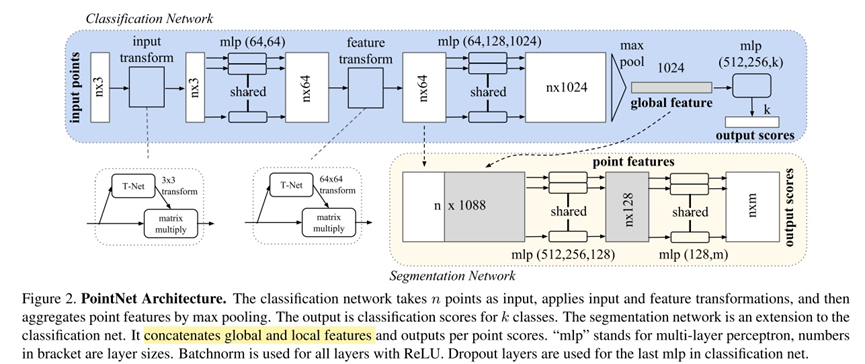 Classification Network
input points
nx3
input
transform
nx3
mlp (64,64)
shared
nx64
feature
transform
nx64
mlp (64,128,1024)
shared
nx1024
max
pool
1024
global feature
mlp
(512,256,k)
k
output scores
T-Net
3x3
transform
matrix
multiply
T-Net
64x64
transform
matrix
multiply
point features
n x 1088
shared
mlp (512,256,128)
nx128
shared
mlp (128,m)
nxm
output scores
Segmentation Network
Figure 2. PointNet Architecture. The classification network takes n points as input, applies input and feature transformations, and then
aggregates point features by max pooling. The output is classification scores for k classes. The segmentation network is an extension to the
classification net. It concatenates global and local features and outputs per point scores. “mlp” stands for multi-layer perceptron, numbers
in bracket are layer sizes. Batchnorm is used for all layers with ReLU. Dropout layers are used for the last mlp in classification net.